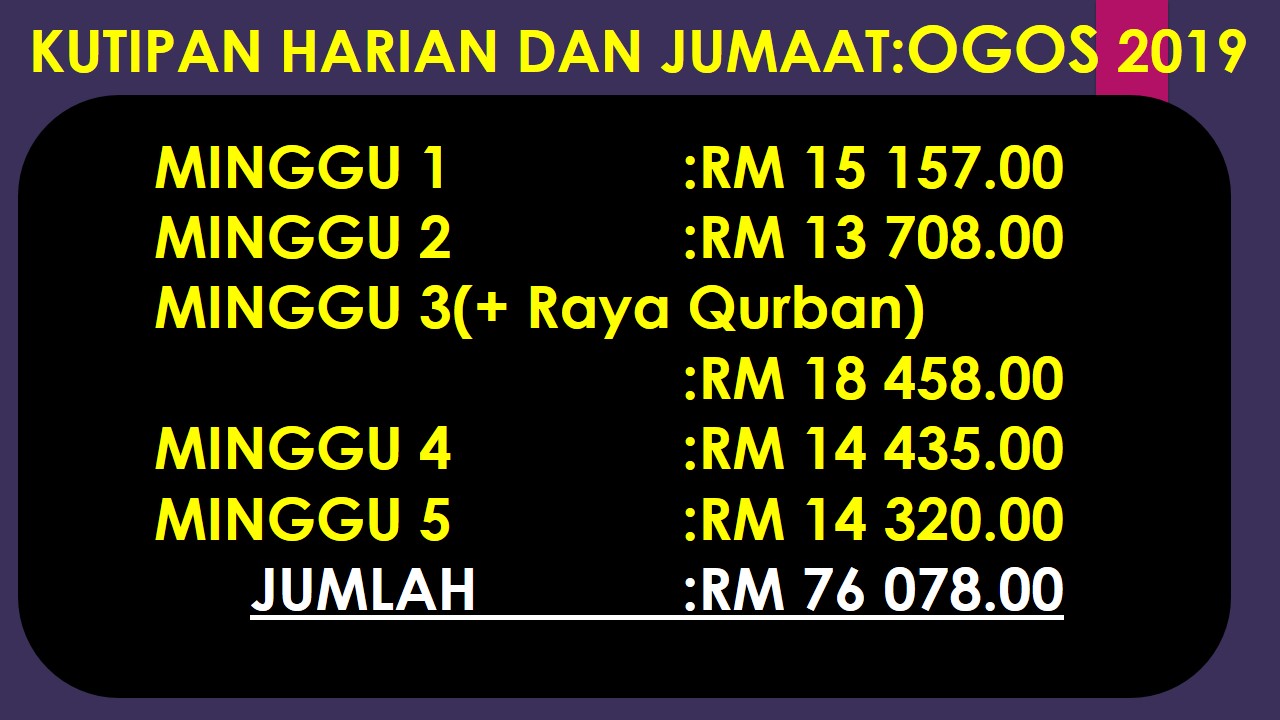 KUTIPAN HARIAN DAN JUMAAT:OGOS 2019
MINGGU 1 :RM 15 157.00
MINGGU 2 :RM 13 708.00
MINGGU 3(+ Raya Qurban)
:RM 18 458.00
MINGGU 4 :RM 14 435.00
MINGGU 5 :RM 14 320.00
JUMLAH :RM 76 078.00